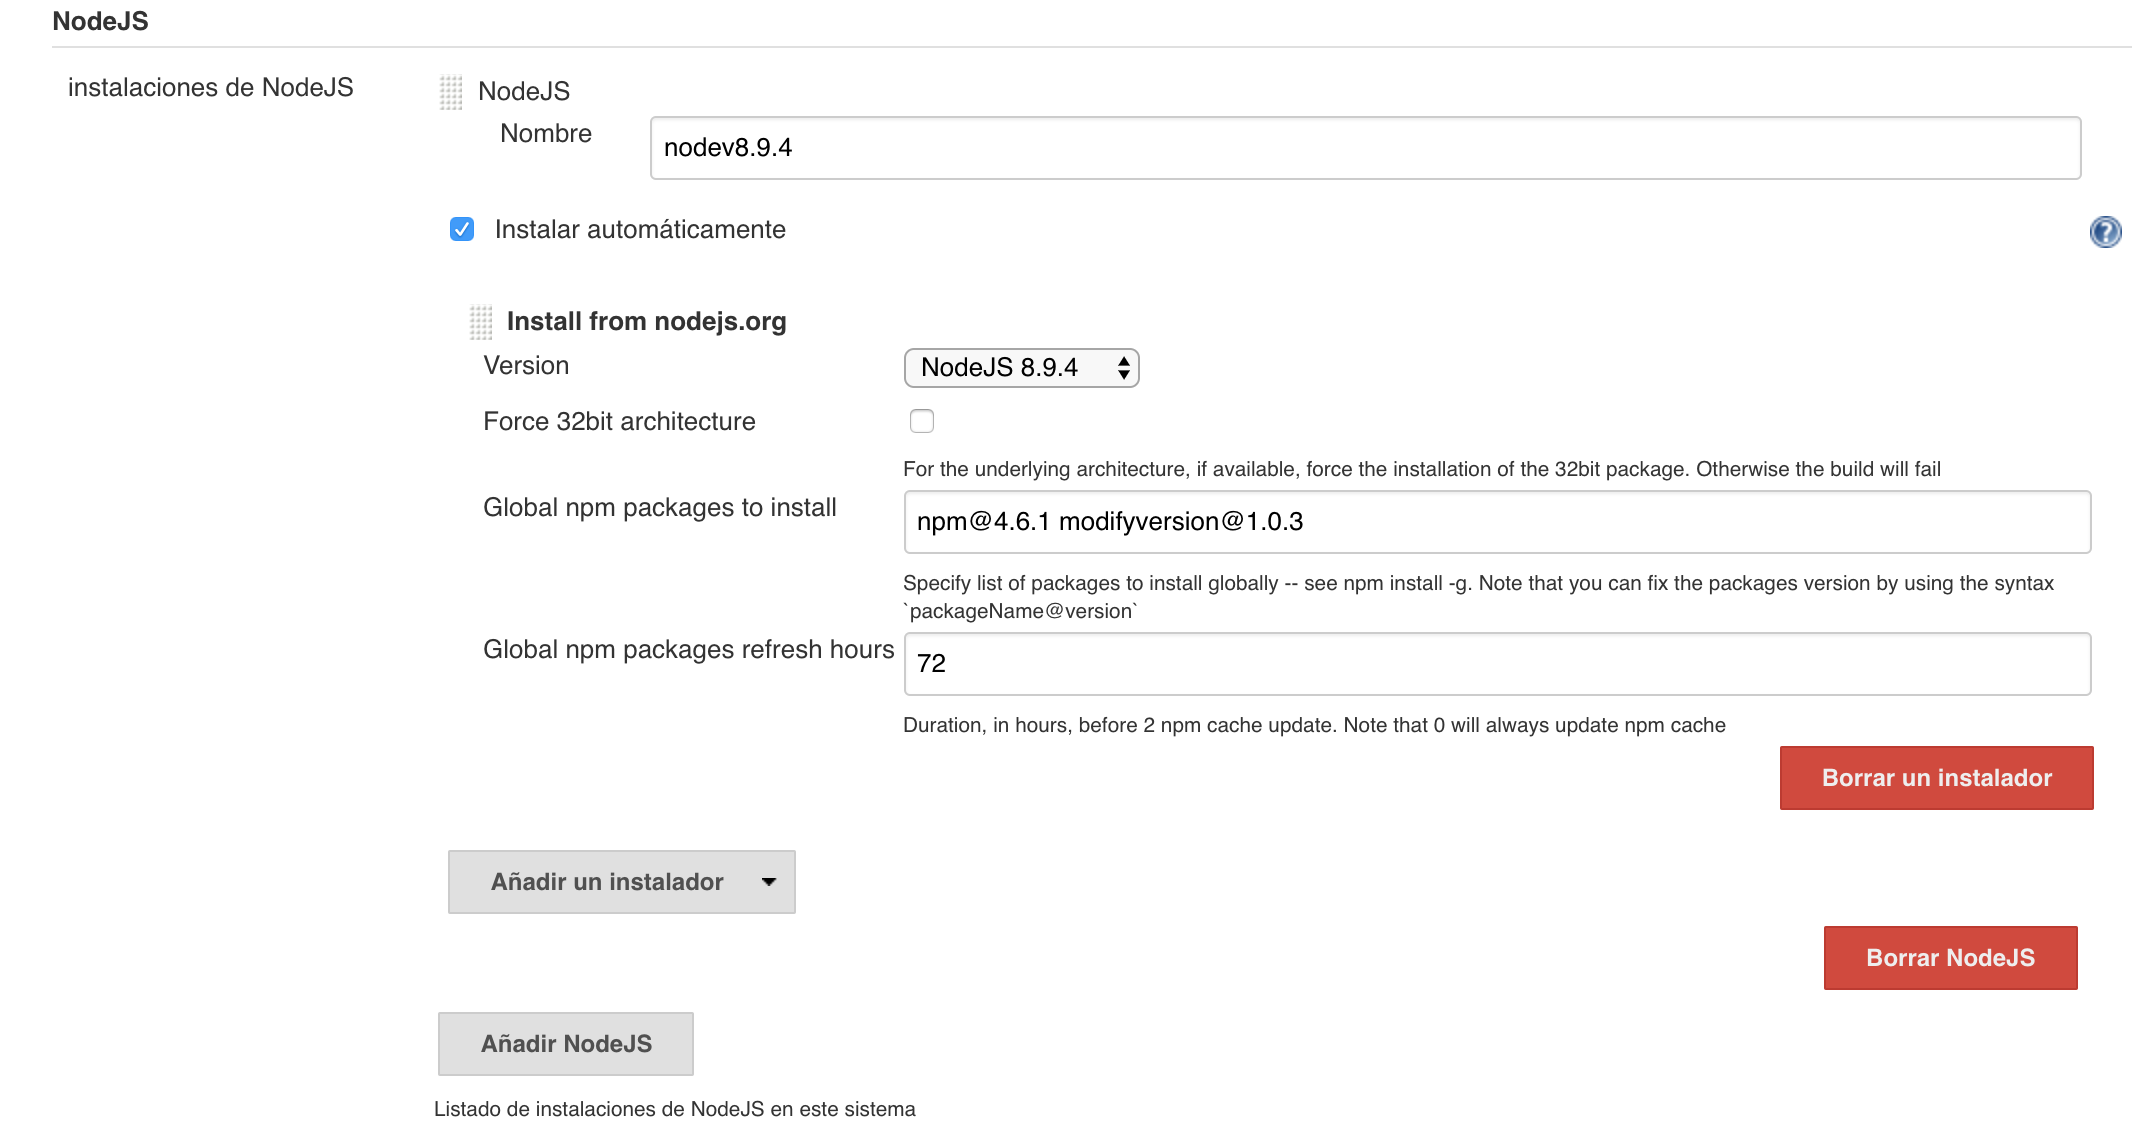 NodeJS
instalaciones de NodeJS
NodeJS
Nombre
nodev8.9.4
Instalar automáticamente
?
Install from nodejs.org
Version
NodeJS 8.9.4
Force 32bit architecture
For the underlying architecture, if available, force the installation of the 32bit package. Otherwise the build will fail
Global npm packages to install
npm@4.6.1 modifyversion@1.0.3
Specify list of packages to install globally -- see npm install -g. Note that you can fix the packages version by using the syntax
`packageName@version`
Global npm packages refresh hours
72
Duration, in hours, before 2 npm cache update. Note that 0 will always update npm cache
Borrar un instalador
Añadir un instalador
Borrar NodeJS
Añadir NodeJS
Listado de instalaciones de NodeJS en este sistema